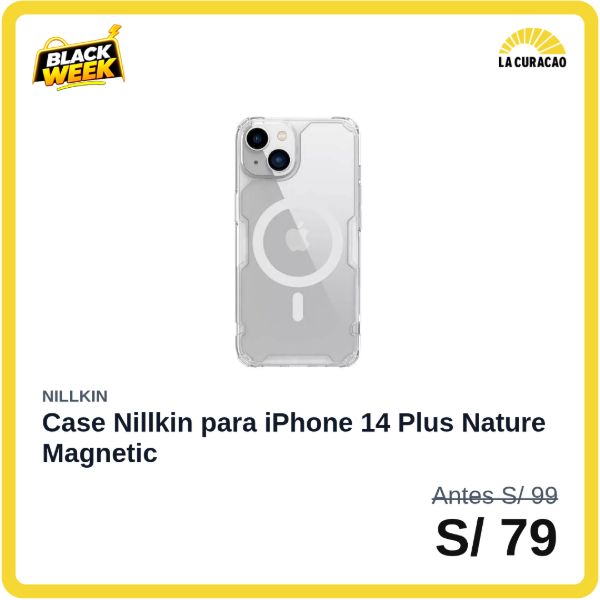 BLACK
WEEK
LA CURACAO
NILLKIN
Case Nillkin para iPhone 14 Plus Nature
Magnetic
Antes S/ 99
S/ 79